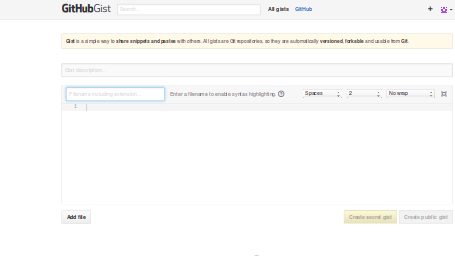 GitHubGist Search... All gists GitHub
Gist is a simple way to share snippets and pastes with others. All gists are Git repositories, so they are automatically versioned, forkable and usable from Git.
Gist description...
Filename including extension... Enter a filename to enable syntax highlighting Spaces 2 No wrap
1
Add file Create secret gist Create public gist